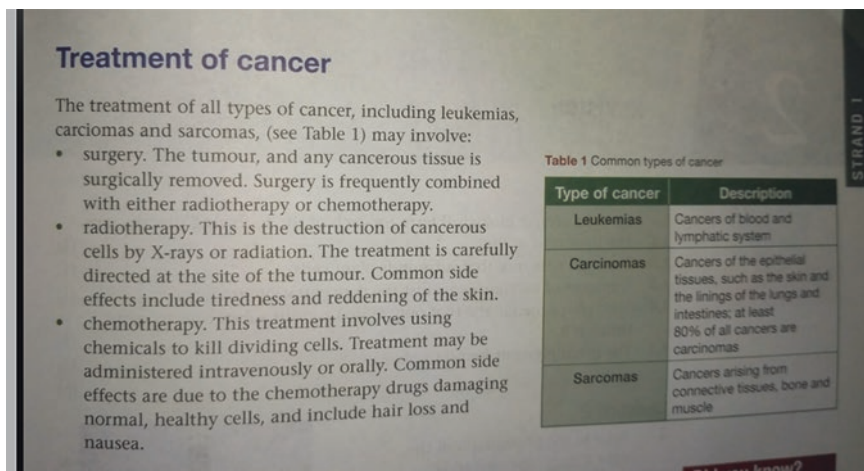 Treatment of cancer
The treatment of all types of cancer, including leukemias,
carciomas and sarcomas, (see Table 1) may involve:
• surgery. The tumour, and any cancerous tissue is
surgically removed. Surgery is frequently combined
with either radiotherapy or chemotherapy.
• radiotherapy. This is the destruction of cancerous
cells by X-rays or radiation. The treatment is carefully
directed at the site of the tumour. Common side
effects include tiredness and reddening of the skin.
• chemotherapy. This treatment involves using
chemicals to kill dividing cells. Treatment may be
administered intravenously or orally. Common side
effects are due to the chemotherapy drugs damaging
normal, healthy cells, and include hair loss and
nausea.
Table 1 Common types of cancer
Type of cancer Description
Leukemias Cancers of blood and
lymphatic system
Carcinomas Cancers of the epithelial
tissues, such as the skin and
the linings of the lungs and
intestines; at least
80% of all cancers are
carcinomas
Sarcomas Cancers arising from
connective tissues, bone and
muscle
STRAND 1
know?